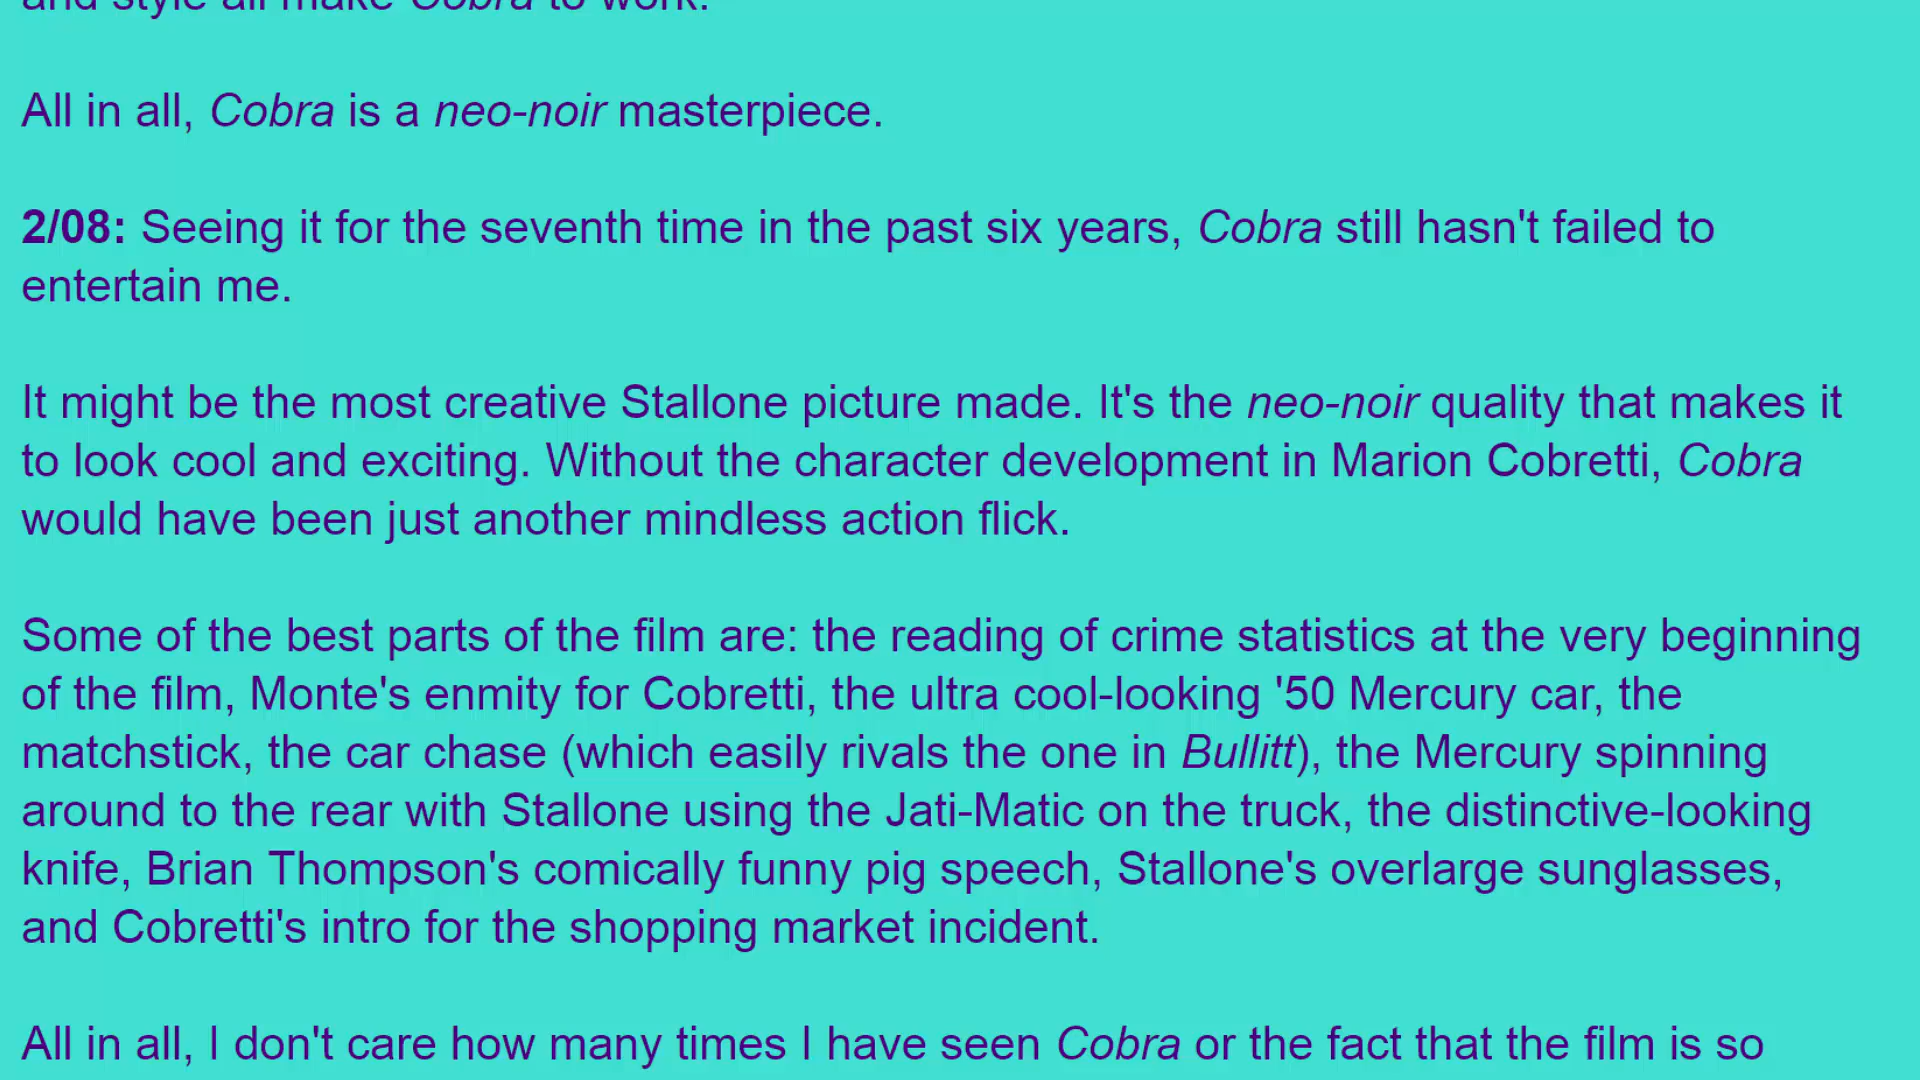 and style all make Cobra to work.
All in all, Cobra is a neo-noir masterpiece.
2/08: Seeing it for the seventh time in the past six years, Cobra still hasn't failed to
entertain me.
It might be the most creative Stallone picture made. It's the neo-noir quality that makes it
to look cool and exciting. Without the character development in Marion Cobretti, Cobra
would have been just another mindless action flick.
Some of the best parts of the film are: the reading of crime statistics at the very beginning
of the film, Monte's enmity for Cobretti, the ultra cool-looking '50 Mercury car, the
matchstick, the car chase (which easily rivals the one in Bullitt), the Mercury spinning
around to the rear with Stallone using the Jati-Matic on the truck, the distinctive-looking
knife, Brian Thompson's comically funny pig speech, Stallone's overlarge sunglasses,
and Cobretti's intro for the shopping market incident.
All in all, I don't care how many times I have seen Cobra or the fact that the film is so